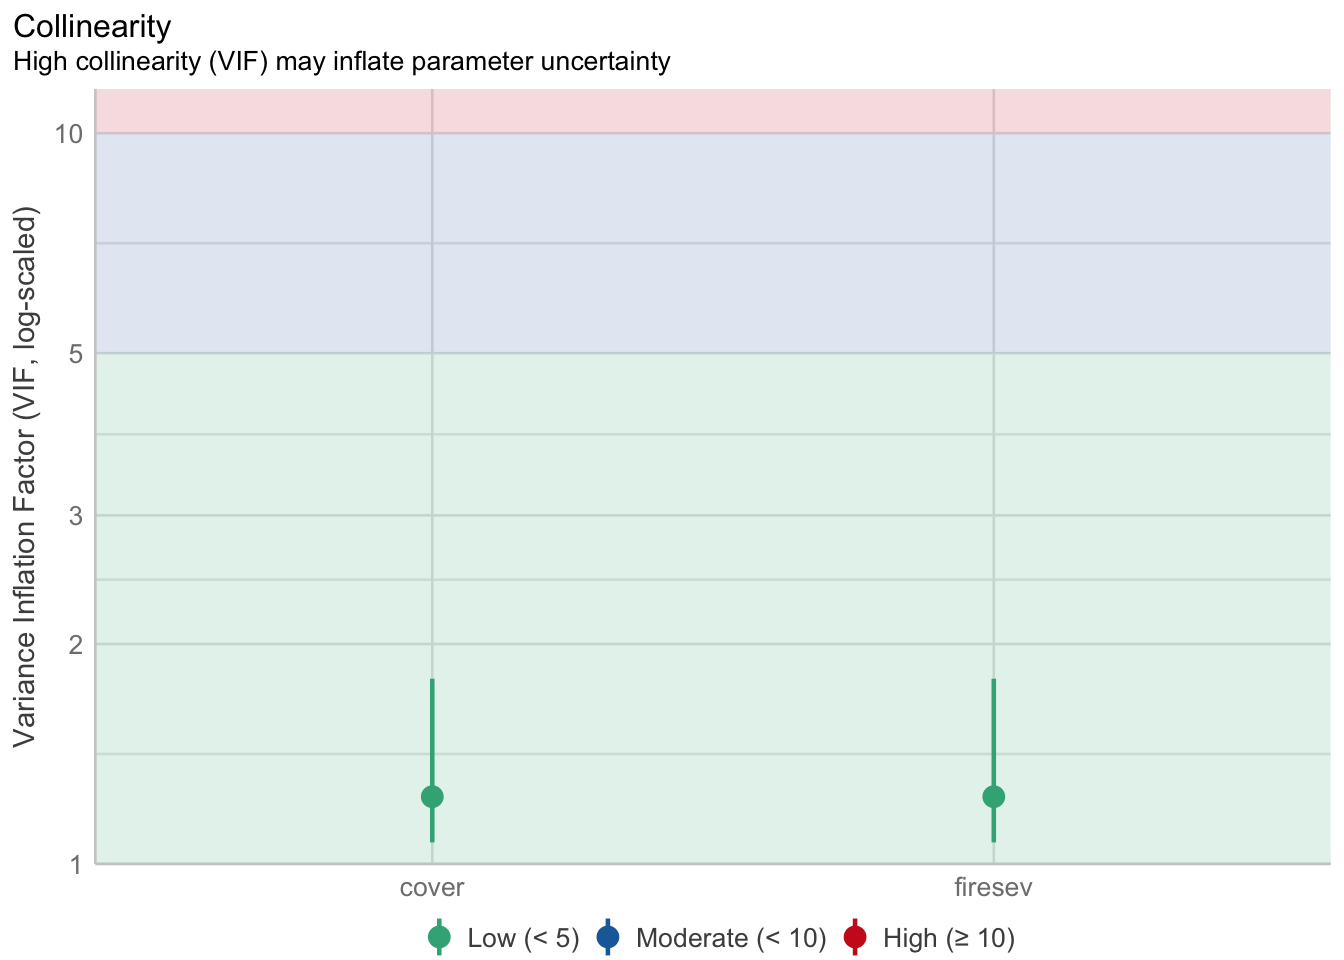 Collinearity
High collinearity (VIF) may inflate parameter uncertainty
Variance Inflation Factor (VIF, log-scaled)
10
5
3
2
1
cover firesev
Low (< 5) Moderate (< 10) High (≥ 10)